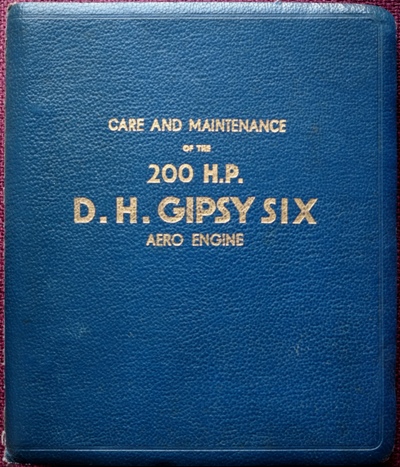 CARE AND MAINTENANCE
OF THE
200 H.P.
D. H. GIPSY SIX
AERO ENGINE